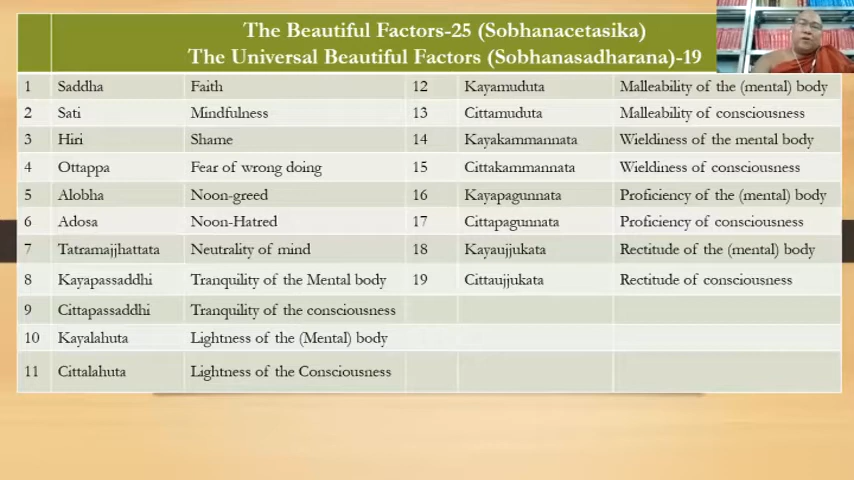 The Beautiful Factors-25 (Sobhanacetasika)
The Universal Beautiful Factors (Sobhanasadharana)-19
1 Saddha Faith 12 Kayamuduta Malleability of the (mental) body
2 Sati Mindfulness 13 Cittamuduta Malleability of consciousness
3 Hiri Shame 14 Kayakammannata Wieldiness of the mental body
4 Ottappa Fear of wrong doing 15 Cittakammannata Wieldiness of consciousness
5 Alobha Noon-greed 16 Kayapagunnata Proficiency of the (mental) body
6 Adosa Noon-Hatred 17 Cittapagunnata Proficiency of consciousness
7 Tatramajjhattata Neutrality of mind 18 Kayaujjukata Rectitude of the (mental) body
8 Kayapassaddhi Tranquility of the Mental body 19 Cittaujjukata Rectitude of consciousness
9 Cittapassaddhi Tranquility of the consciousness
10 Kayalahuta Lightness of the (Mental) body
11 Cittalahuta Lightness of the Consciousness